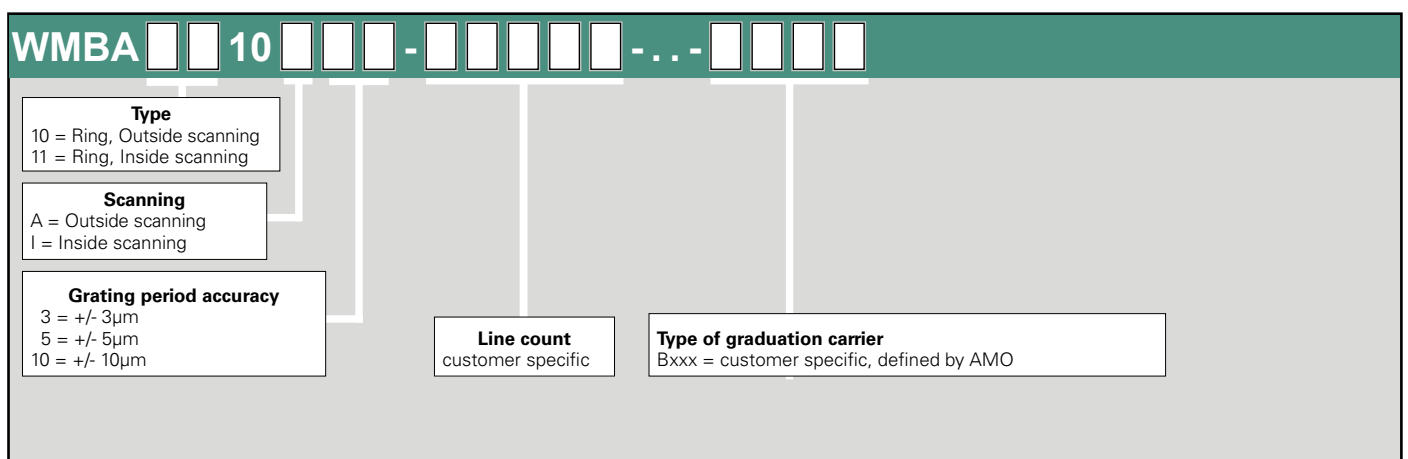 WMBA 10 - -..-
Type
10 = Ring, Outside scanning
11 = Ring, Inside scanning
Scanning
A = Outside scanning
I = Inside scanning
Grating period accuracy
3 = +/- 3µm
5 = +/- 5µm
10 = +/- 10µm
Line count
customer specific
Type of graduation carrier
Bxxx = customer specific, defined by AMO